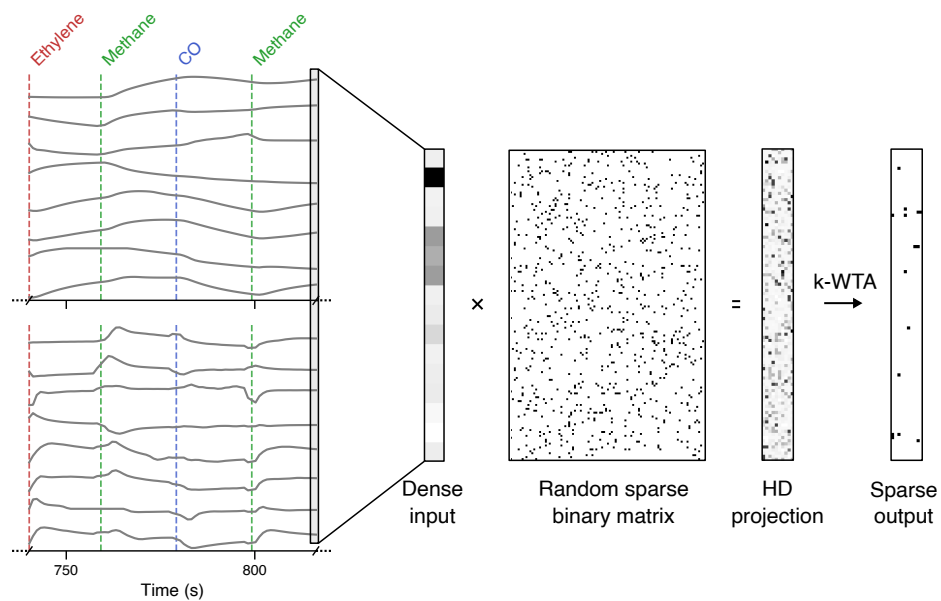 Ethylene
Methane
CO
Methane
×
=
k-WTA
Dense
input
Random sparse
binary matrix
HD
projection
Sparse
output
750
800
Time (s)